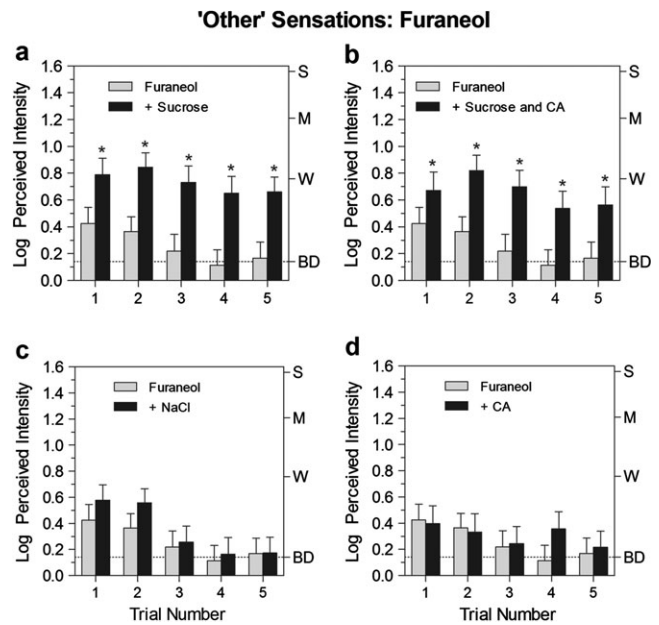 'Other' Sensations: Furaneol
a
Log Perceived Intensity
1.6
1.4
1.2
1.0
0.8
0.6
0.4
0.2
0.0
Furaneol
+ Sucrose
* * * * *
S
M
W
BD
1 2 3 4 5
b
Log Perceived Intensity
1.6
1.4
1.2
1.0
0.8
0.6
0.4
0.2
0.0
Furaneol
+ Sucrose and CA
* * * * *
S
M
W
BD
1 2 3 4 5
c
Log Perceived Intensity
1.6
1.4
1.2
1.0
0.8
0.6
0.4
0.2
0.0
Furaneol
+ NaCl
S
M
W
BD
1 2 3 4 5
Trial Number
d
Log Perceived Intensity
1.6
1.4
1.2
1.0
0.8
0.6
0.4
0.2
0.0
Furaneol
+ CA
S
M
W
BD
1 2 3 4 5
Trial Number